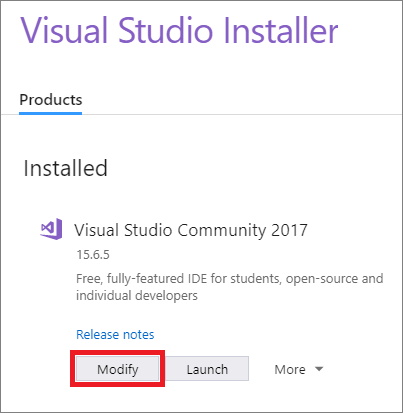 Visual Studio Installer
Products
Installed
Visual Studio Community 2017
15.6.5
Free, fully-featured IDE for students, open-source and
individual developers
Release notes
Modify Launch More